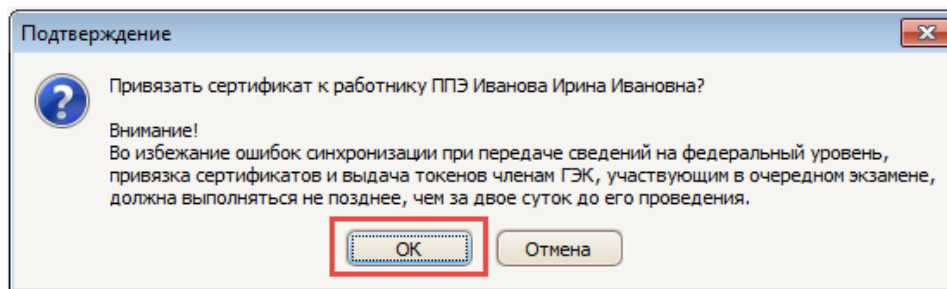 Подтверждение
Привязать сертификат к работнику ППЭ Иванова Ирина Ивановна?
Внимание!
Во избежание ошибок синхронизации при передаче сведений на федеральный уровень,
привязка сертификатов и выдача токенов членам ГЭК, участвующим в очередном экзамене,
должна выполняться не позднее, чем за двое суток до его проведения.
ОК
Отмена